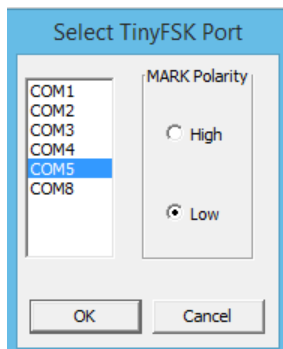 Select TinyFSK Port
COM1
COM2
COM3
COM4
COM5
COM8
MARK Polarity
High
Low
OK
Cancel